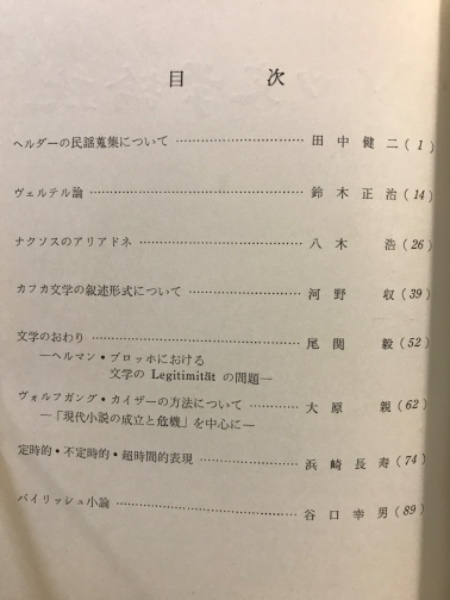 目 次
ヘルダーの民謡蒐集について 田中健二 (1)
ヴェルテル論 鈴木正治 (14)
ナクソスのアリアドネ 八木浩 (26)
カフカ文学の叙述形式について 河野収 (39)
文学のおわり 尾関毅 (52)
―ヘルマン・ブロッホにおける
文学の Legitimität の問題―
ヴォルフガング・カイザーの方法について 大原親 (62)
―「現代小説の成立と危機」を中心に―
定時的・不定時的・超時間的表現 浜崎長寿 (74)
バイリッシュ小論 谷口幸男 (89)